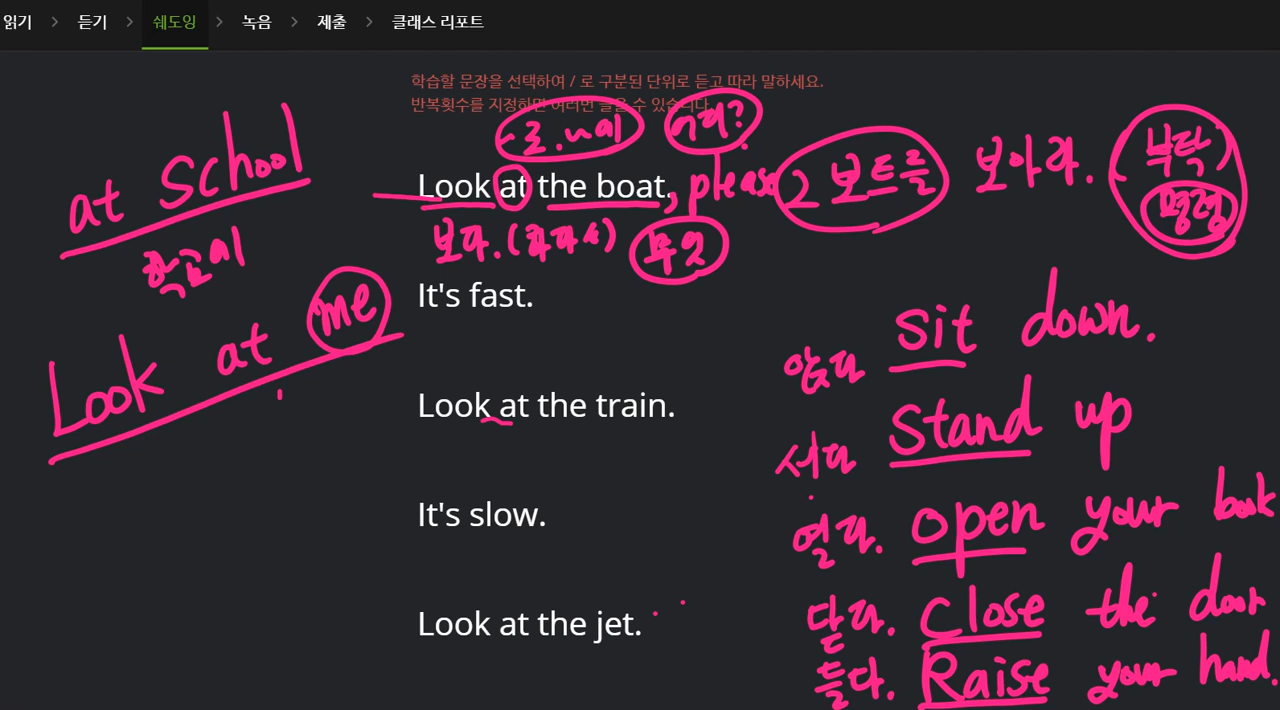 읽기 > 듣기 > 쉐도잉 > 녹음 > 제출 > 클래스 리포트
학습할 문장을 선택하여 / 로 구분된 단위로 듣고 따라 말하세요.
반복횟수를 지정하면 여러번 들을 수 있습니다.
~로.~에 어디?
Look at the boat., please 그 보트를 보아라. (부탁)
명령
보다. (쳐다시) 무엇
at School
학교에
It's fast.
Look at me
앉다 Sit down.
Look at the train.
서다 Stand up
It's slow.
열다. open your book
Look at the jet.
닫다. Close the door
들다. Raise your hand.